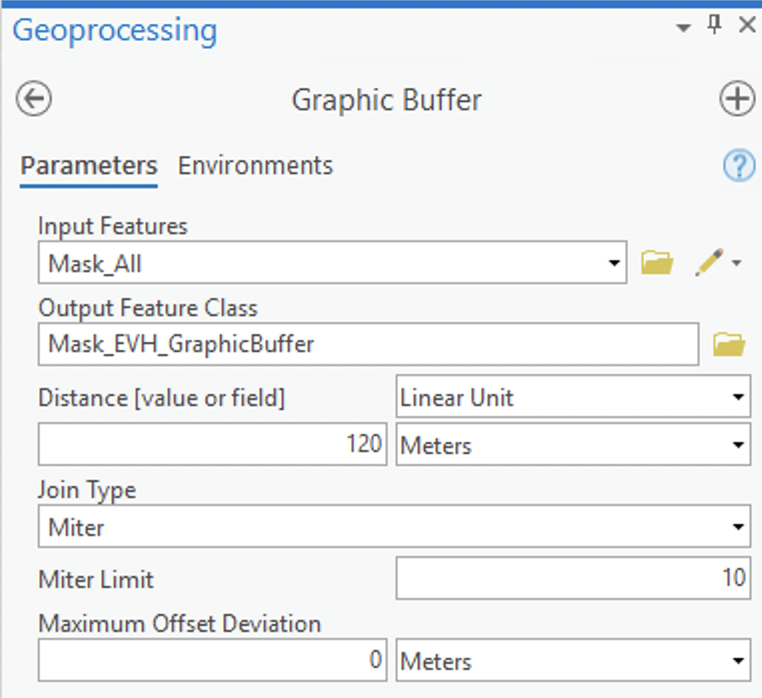 Geoprocessing
Graphic Buffer
Parameters Environments
?
Input Features
Mask_All
Output Feature Class
Mask_EVH_GraphicBuffer
Distance [value or field] Linear Unit
120 Meters
Join Type
Miter
Miter Limit 10
Maximum Offset Deviation
0 Meters